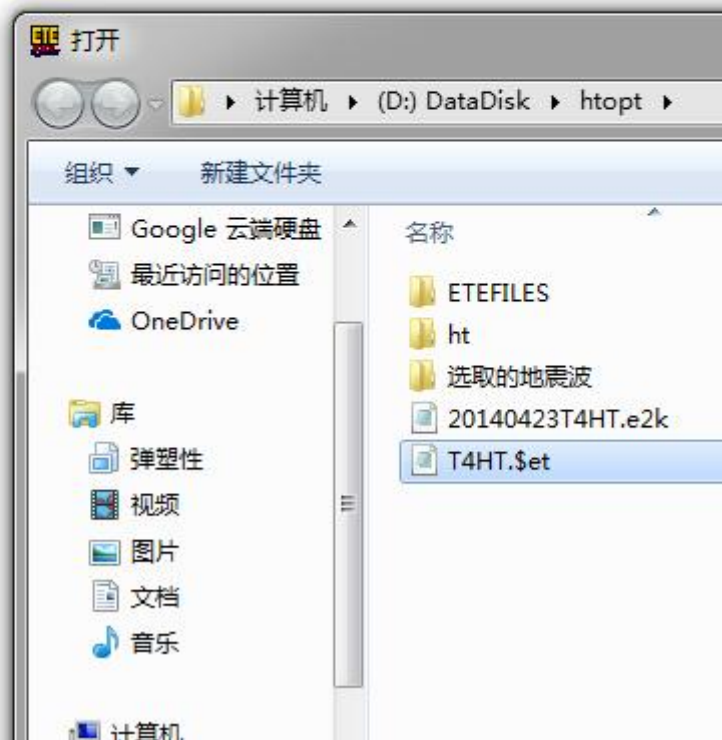 打开
计算机 (D:) DataDisk htopt
组织 新建文件夹
Google 云端硬盘
最近访问的位置
OneDrive
库
弹塑性
视频
图片
文档
音乐
计算机
名称
ETEFILES
ht
选取的地震波
20140423T4HT.e2k
T4HT.$et